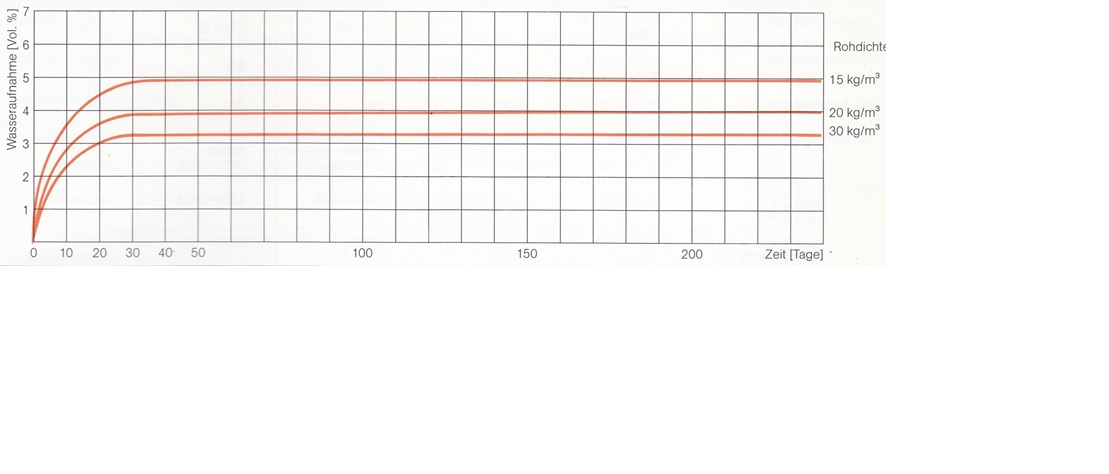 Wasseraufnahme [Vol. %]
7
6
5
4
3
2
1
Rohdichte
15 kg/m³
20 kg/m³
30 kg/m³
0 10 20 30 40 50 100 150 200 Zeit [Tage]